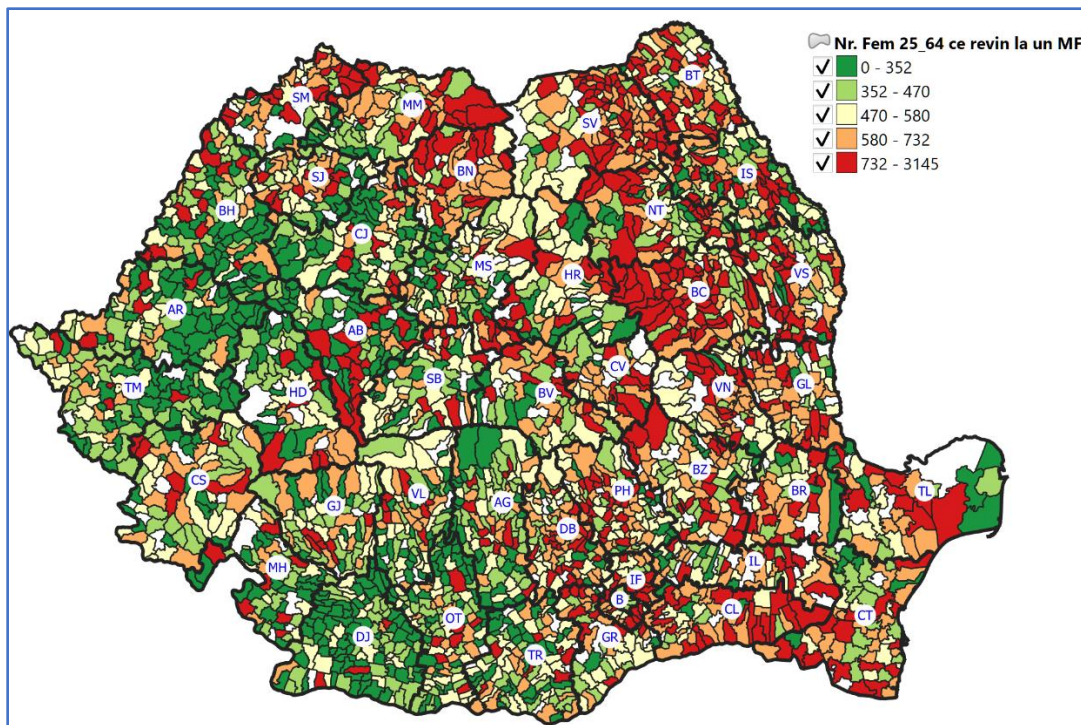 Nr. Fem 25_64 ce revin la un MF
0 - 352
352 - 470
470 - 580
580 - 732
732 - 3145
BT
SM
MM
SV
BN
IS
SJ
NT
BH
CJ
MS
HR
VS
BC
AR
AB
CV
SB
TM
HD
BV
VN
GL
BZ
CS
PH
BR
TL
GJ
VL
AG
DB
MH
IL
IF
B
CL
OT
CT
DJ
GR
TR